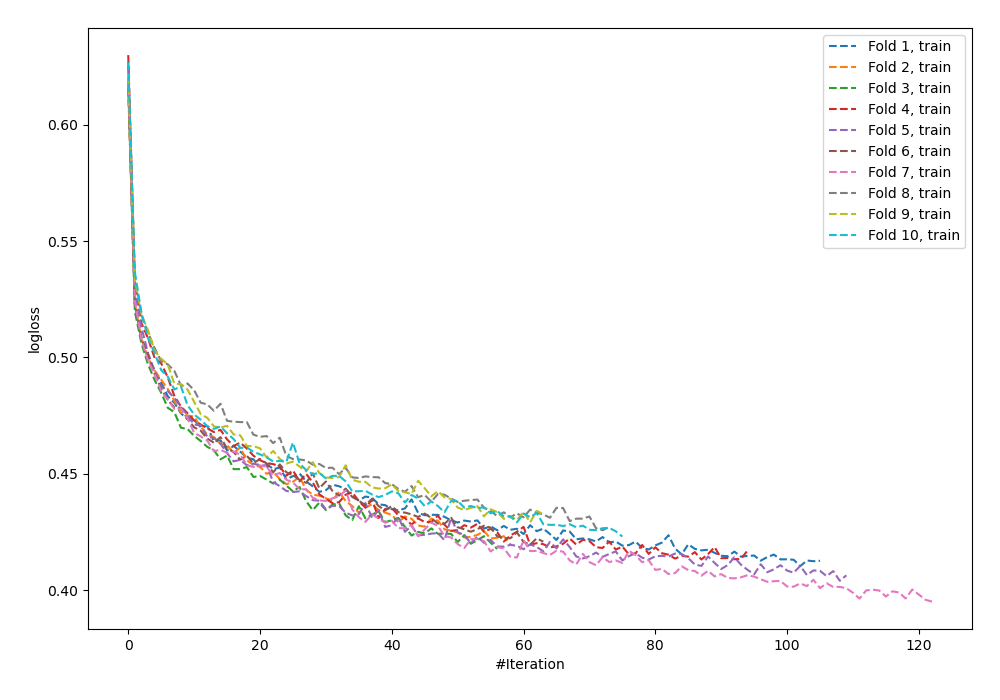 0.60
0.55
0.50
0.45
0.40
logloss
0
20
40
60
80
100
120
#Iteration
Fold 1, train
Fold 2, train
Fold 3, train
Fold 4, train
Fold 5, train
Fold 6, train
Fold 7, train
Fold 8, train
Fold 9, train
Fold 10, train